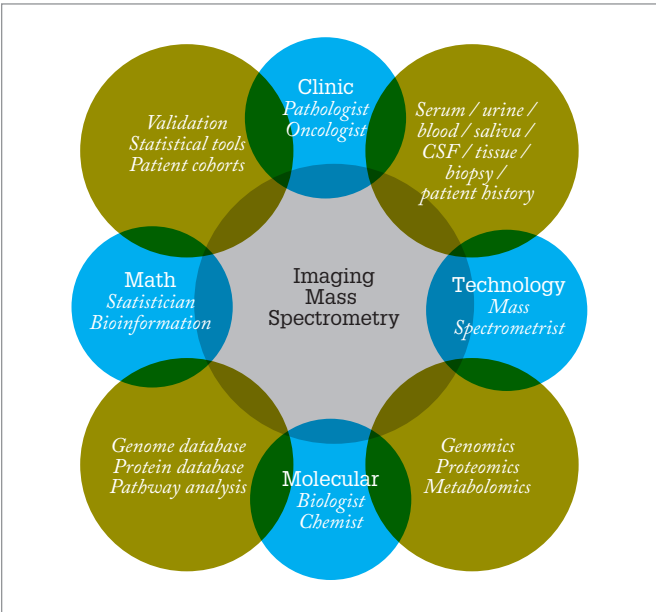 Clinic
Pathologist
Oncologist
Validation
Statistical tools
Patient cohorts
Serum / urine /
blood / saliva /
CSF / tissue /
biopsy /
patient history
Math
Statistician
Bioinformation
Imaging
Mass
Spectrometry
Technology
Mass
Spectrometrist
Genome database
Protein database
Pathway analysis
Molecular
Biologist
Chemist
Genomics
Proteomics
Metabolomics